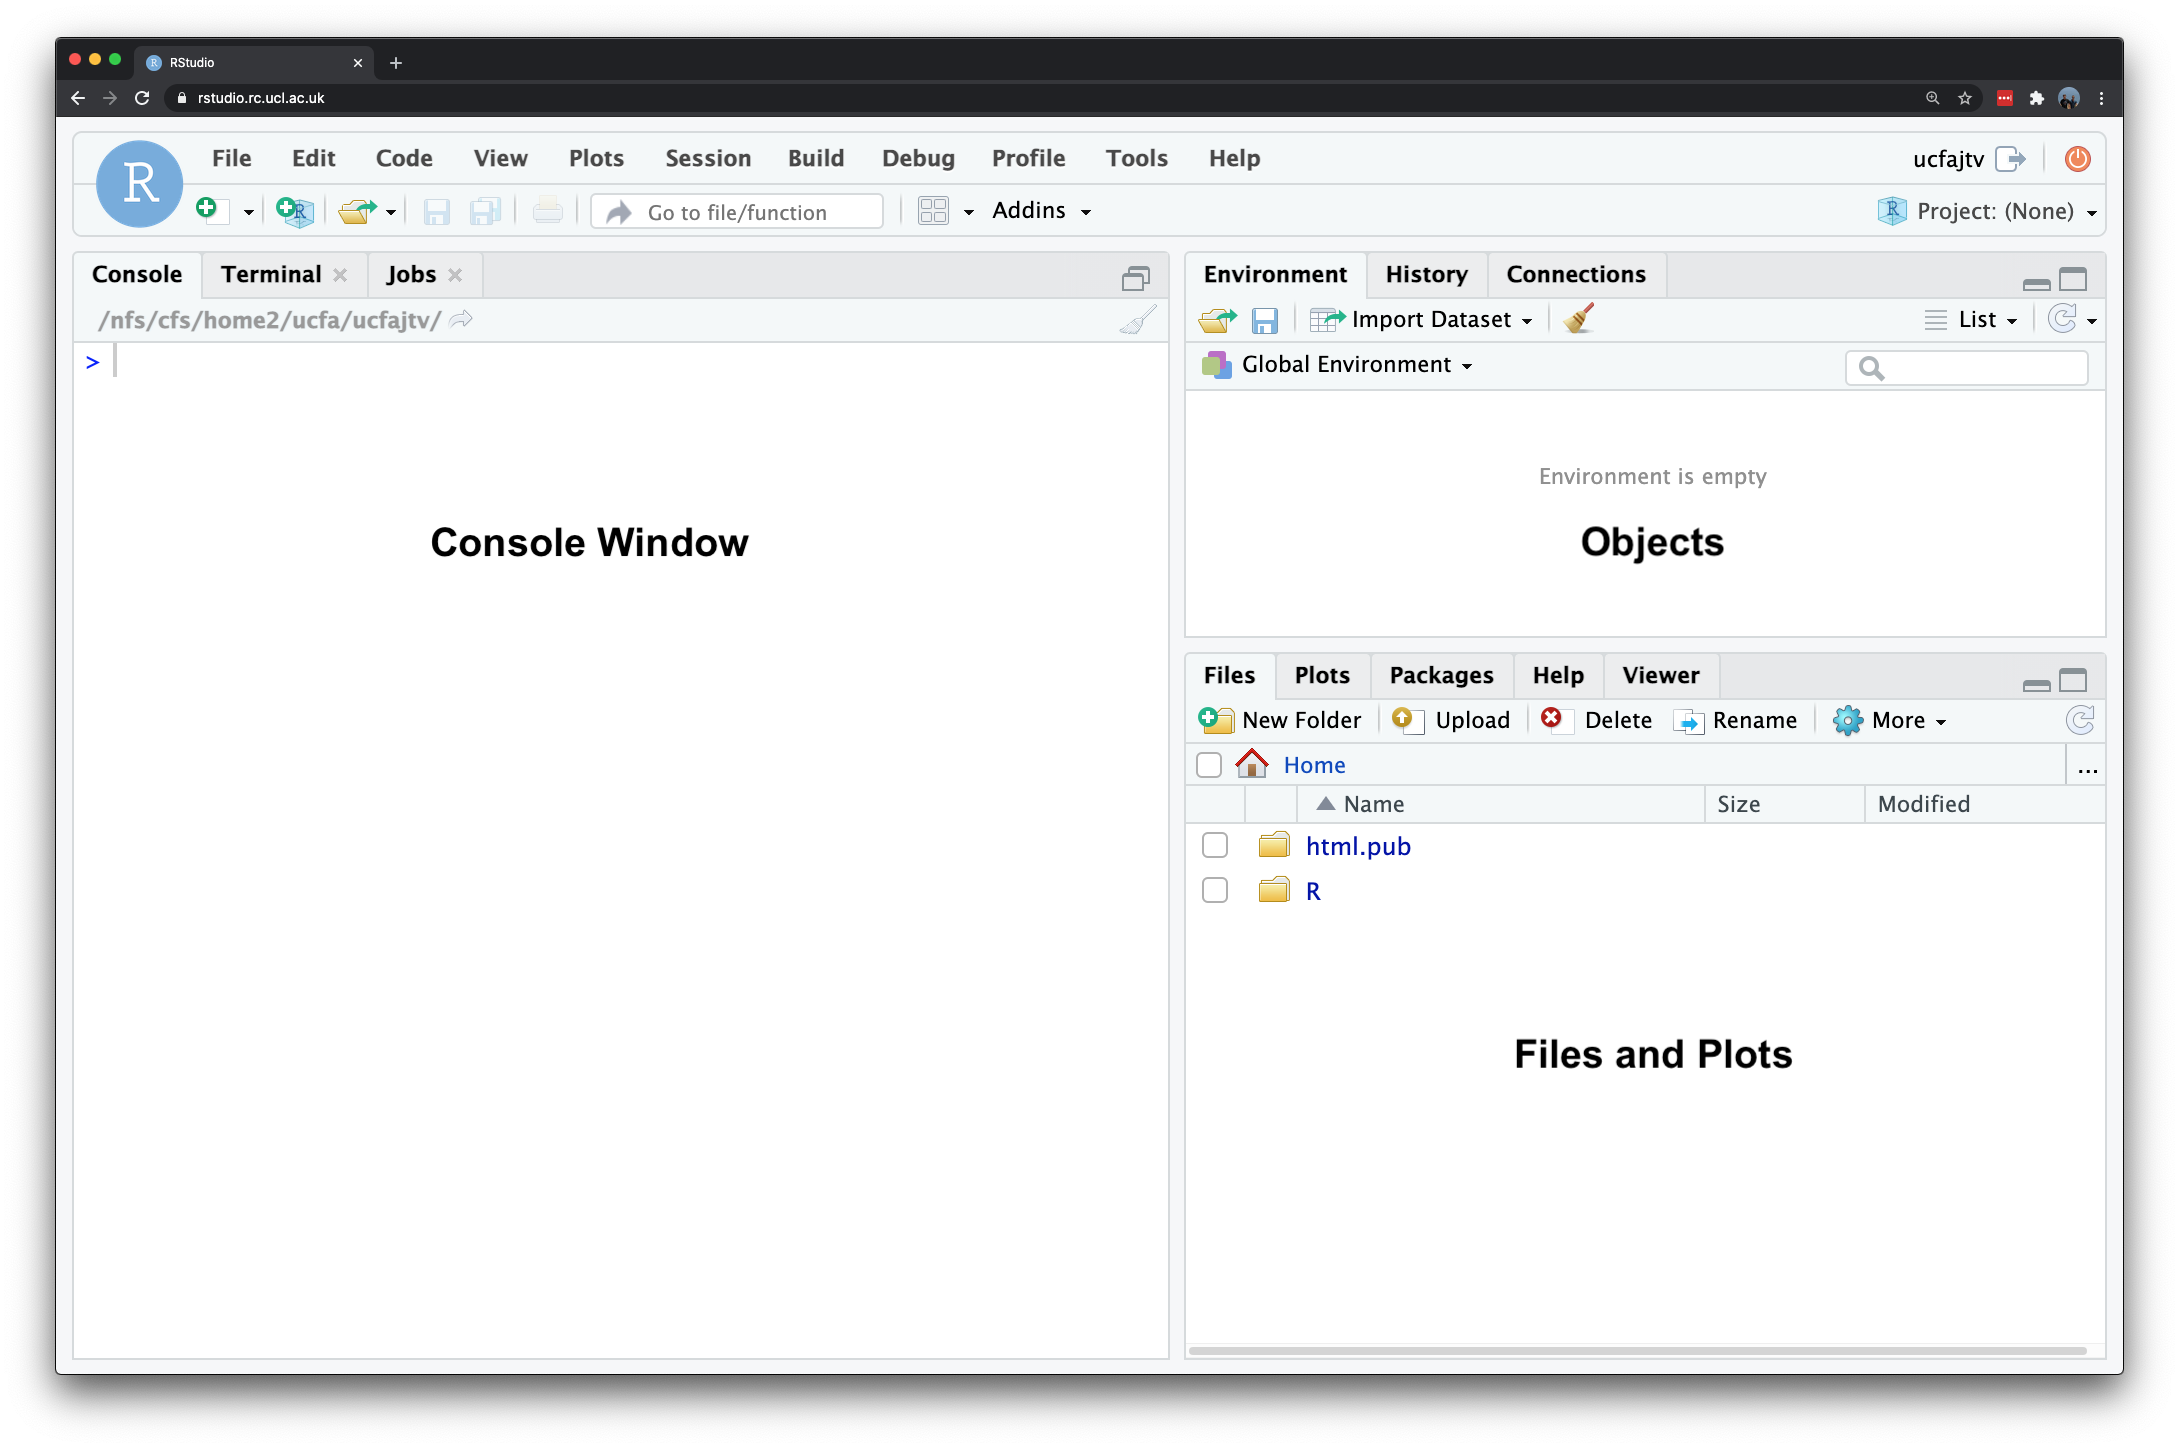 RStudio
rstudio.rc.ucl.ac.uk
R File Edit Code View Plots Session Build Debug Profile Tools Help ucfajtv
R Go to file/function Addins R Project: (None)
Console Terminal Jobs
/nfs/cfs/home2/ucfa/ucfajtv/
>
Console Window
Environment History Connections
Import Dataset List
Global Environment
Environment is empty
Objects
Files Plots Packages Help Viewer
New Folder Upload Delete Rename More
Home ...
Name Size Modified
html.pub
R
Files and Plots